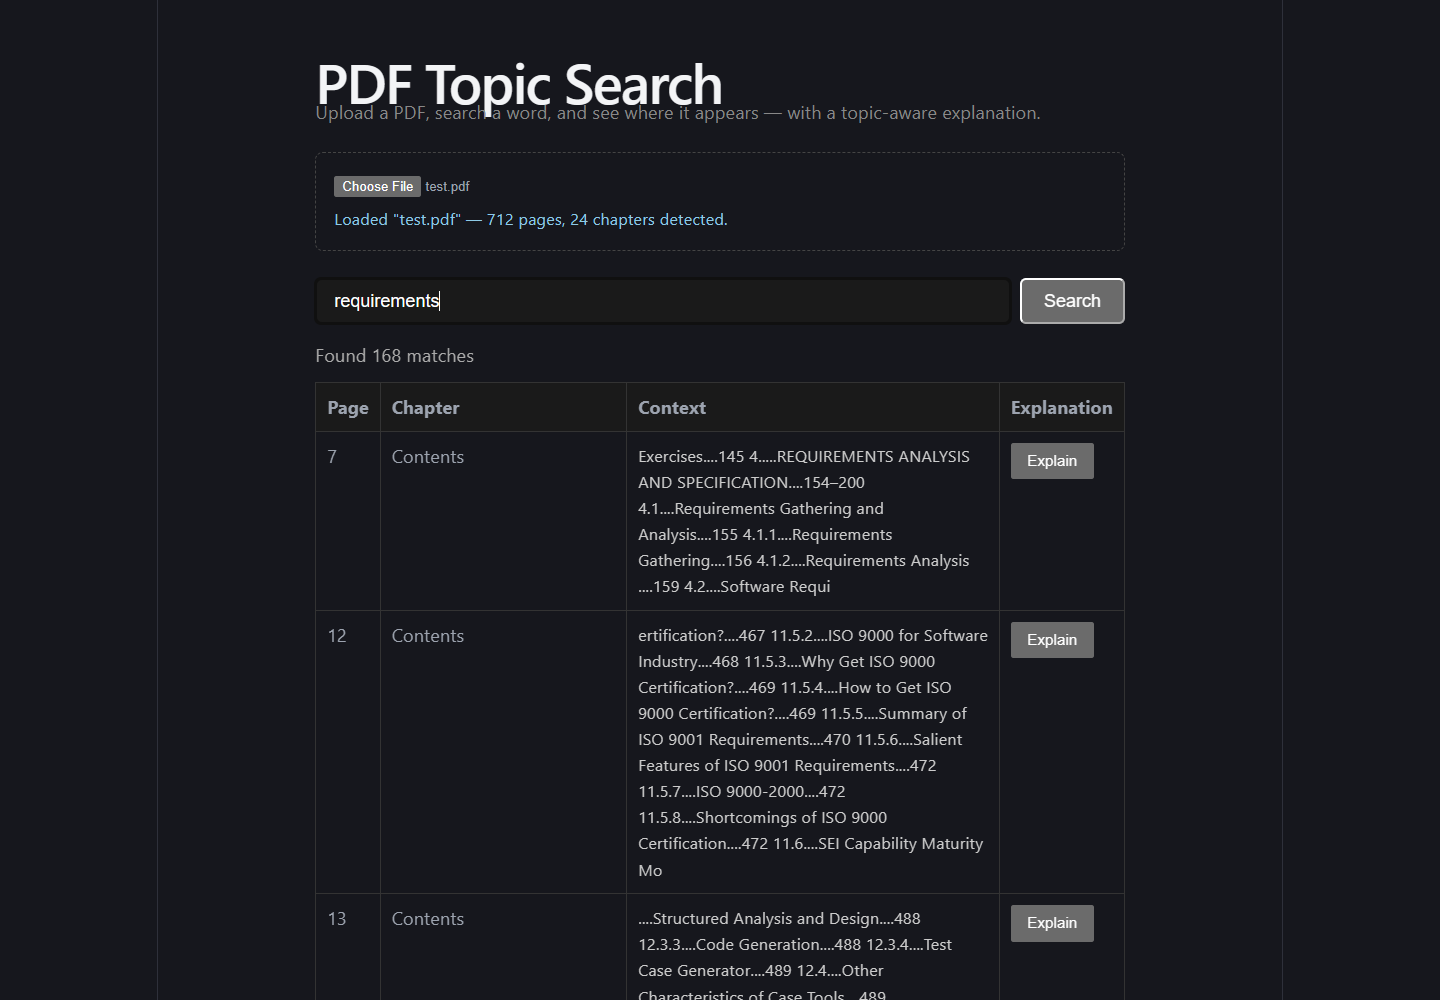 PDF Topic Search
Upload a PDF, search a word, and see where it appears — with a topic-aware explanation.
Choose File test.pdf
Loaded "test.pdf" — 712 pages, 24 chapters detected.
requirements
Search
Found 168 matches
Page Chapter Context Explanation
7 Contents Exercises....145 4.....REQUIREMENTS ANALYSIS Explain
AND SPECIFICATION....154–200
4.1....Requirements Gathering and
Analysis....155 4.1.1....Requirements
Gathering....156 4.1.2....Requirements Analysis
....159 4.2....Software Requi
12 Contents ertification?....467 11.5.2....ISO 9000 for Software Explain
Industry....468 11.5.3....Why Get ISO 9000
Certification?....469 11.5.4....How to Get ISO
9000 Certification?....469 11.5.5....Summary of
ISO 9001 Requirements....470 11.5.6....Salient
Features of ISO 9001 Requirements....472
11.5.7....ISO 9000-2000....472
11.5.8....Shortcomings of ISO 9000
Certification....472 11.6....SEI Capability Maturity
Mo
13 Contents ....Structured Analysis and Design....488 Explain
12.3.3....Code Generation....488 12.3.4....Test
Case Generator....489 12.4....Other
Characteristics of Case Tools....489